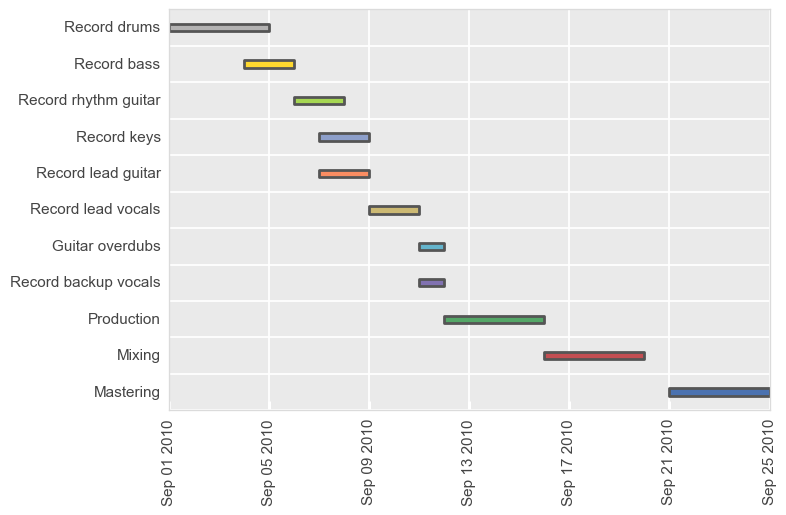 Record drums
Record bass
Record rhythm guitar
Record keys
Record lead guitar
Record lead vocals
Guitar overdubs
Record backup vocals
Production
Mixing
Mastering
Sep 01 2010
Sep 05 2010
Sep 09 2010
Sep 13 2010
Sep 17 2010
Sep 21 2010
Sep 25 2010